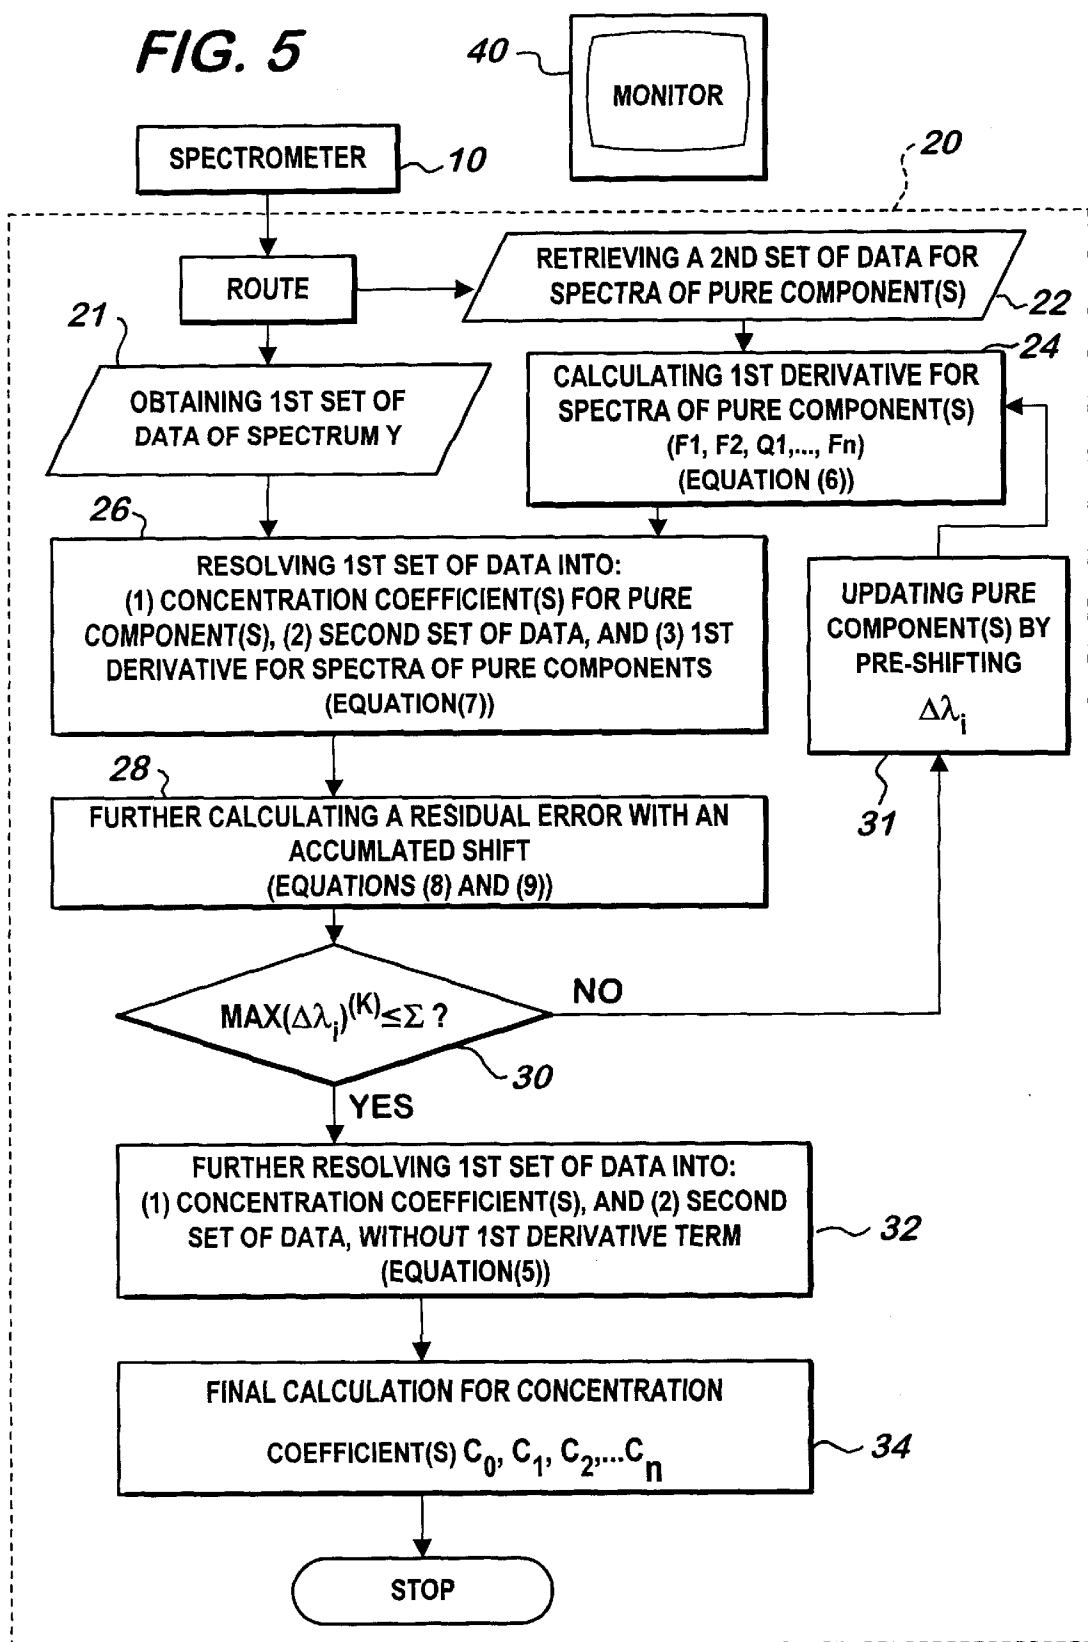 FIG. 5
40
MONITOR
SPECTROMETER
10
20
ROUTE
RETRIEVING A 2ND SET OF DATA FOR
SPECTRA OF PURE COMPONENT(S)
22
21
OBTAINING 1ST SET OF
DATA OF SPECTRUM Y
24
CALCULATING 1ST DERIVATIVE FOR
SPECTRA OF PURE COMPONENT(S)
(F1, F2, Q1,..., Fn)
(EQUATION (6))
26
RESOLVING 1ST SET OF DATA INTO:
(1) CONCENTRATION COEFFICIENT(S) FOR PURE
COMPONENT(S), (2) SECOND SET OF DATA, AND (3) 1ST
DERIVATIVE FOR SPECTRA OF PURE COMPONENTS
(EQUATION(7))
UPDATING PURE
COMPONENT(S) BY
PRE-SHIFTING
Δλi
31
28
FURTHER CALCULATING A RESIDUAL ERROR WITH AN
ACCUMLATED SHIFT
(EQUATIONS (8) AND (9))
MAX(Δλi)(K)≤Σ ?
NO
30
YES
FURTHER RESOLVING 1ST SET OF DATA INTO:
(1) CONCENTRATION COEFFICIENT(S), AND (2) SECOND
SET OF DATA, WITHOUT 1ST DERIVATIVE TERM
(EQUATION(5))
32
FINAL CALCULATION FOR CONCENTRATION
COEFFICIENT(S) C0, C1, C2,...Cn
34
STOP